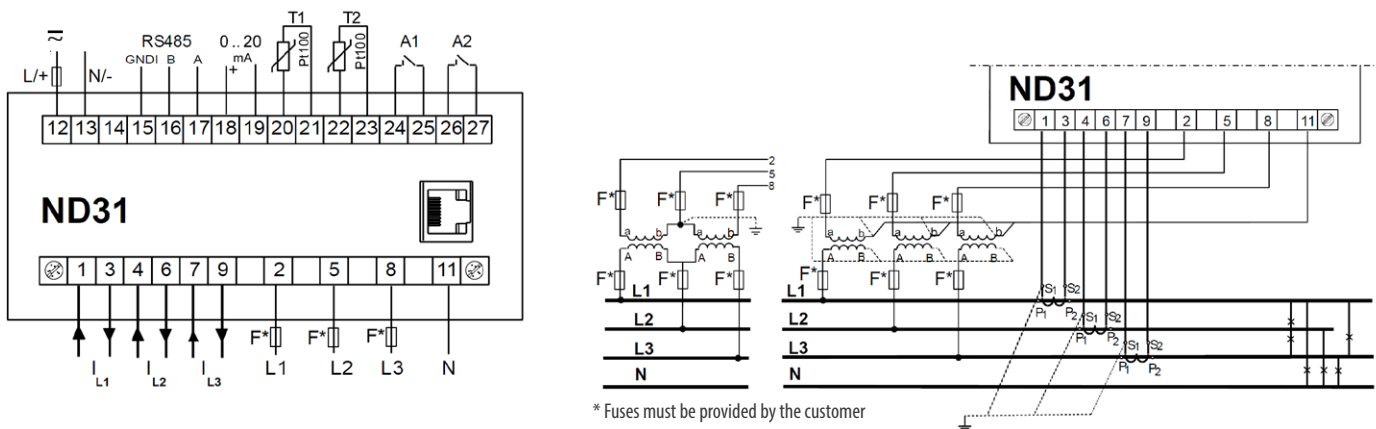 T1 T2
RS485 0 .. 20 A1 A2
GNDI B A mA Pt100 Pt100
L/+ N/- +
12 13 14 15 16 17 18 19 20 21 22 23 24 25 26 27
ND31
1 3 4 6 7 9 2 5 8 11
F* F* F*
I L1 I L2 I L3 L1 L2 L3 N
ND31
1 3 4 6 7 9 2 5 8 11
2
5
8
F* F* F* F* F* F*
a b a b a b a b a b
A B A B A B A B A B
F* F* F* F* F* F*
L1 L1 S1 S2
P1 P2
L2 L2 S1 S2
P1 P2
L3 L3 S1 S2
P1 P2
N N
* Fuses must be provided by the customer